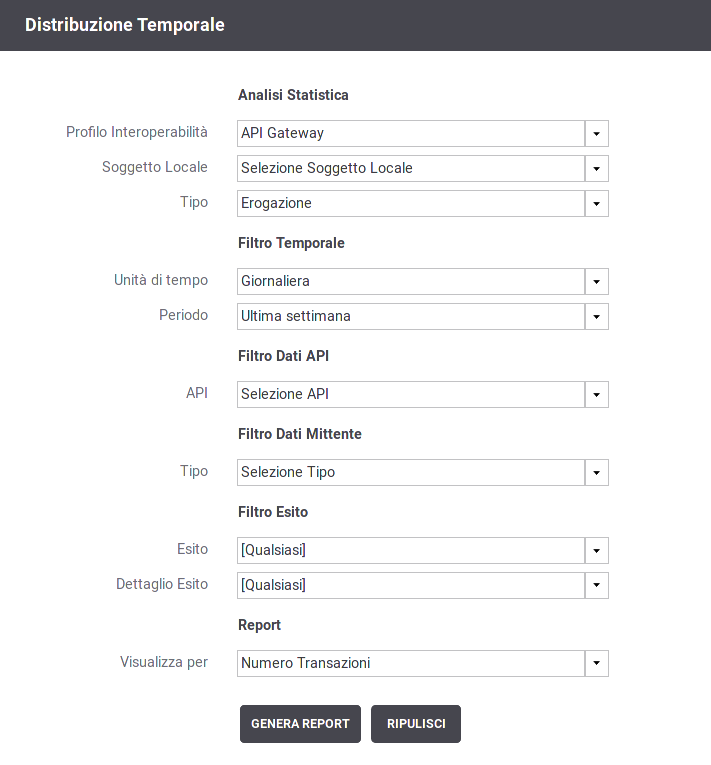 Distribuzione Temporale
Analisi Statistica
Profilo Interoperabilità API Gateway
Soggetto Locale Selezione Soggetto Locale
Tipo Erogazione
Filtro Temporale
Unità di tempo Giornaliera
Periodo Ultima settimana
Filtro Dati API
API Selezione API
Filtro Dati Mittente
Tipo Selezione Tipo
Filtro Esito
Esito [Qualsiasi]
Dettaglio Esito [Qualsiasi]
Report
Visualizza per Numero Transazioni
GENERA REPORT RIPULISCI